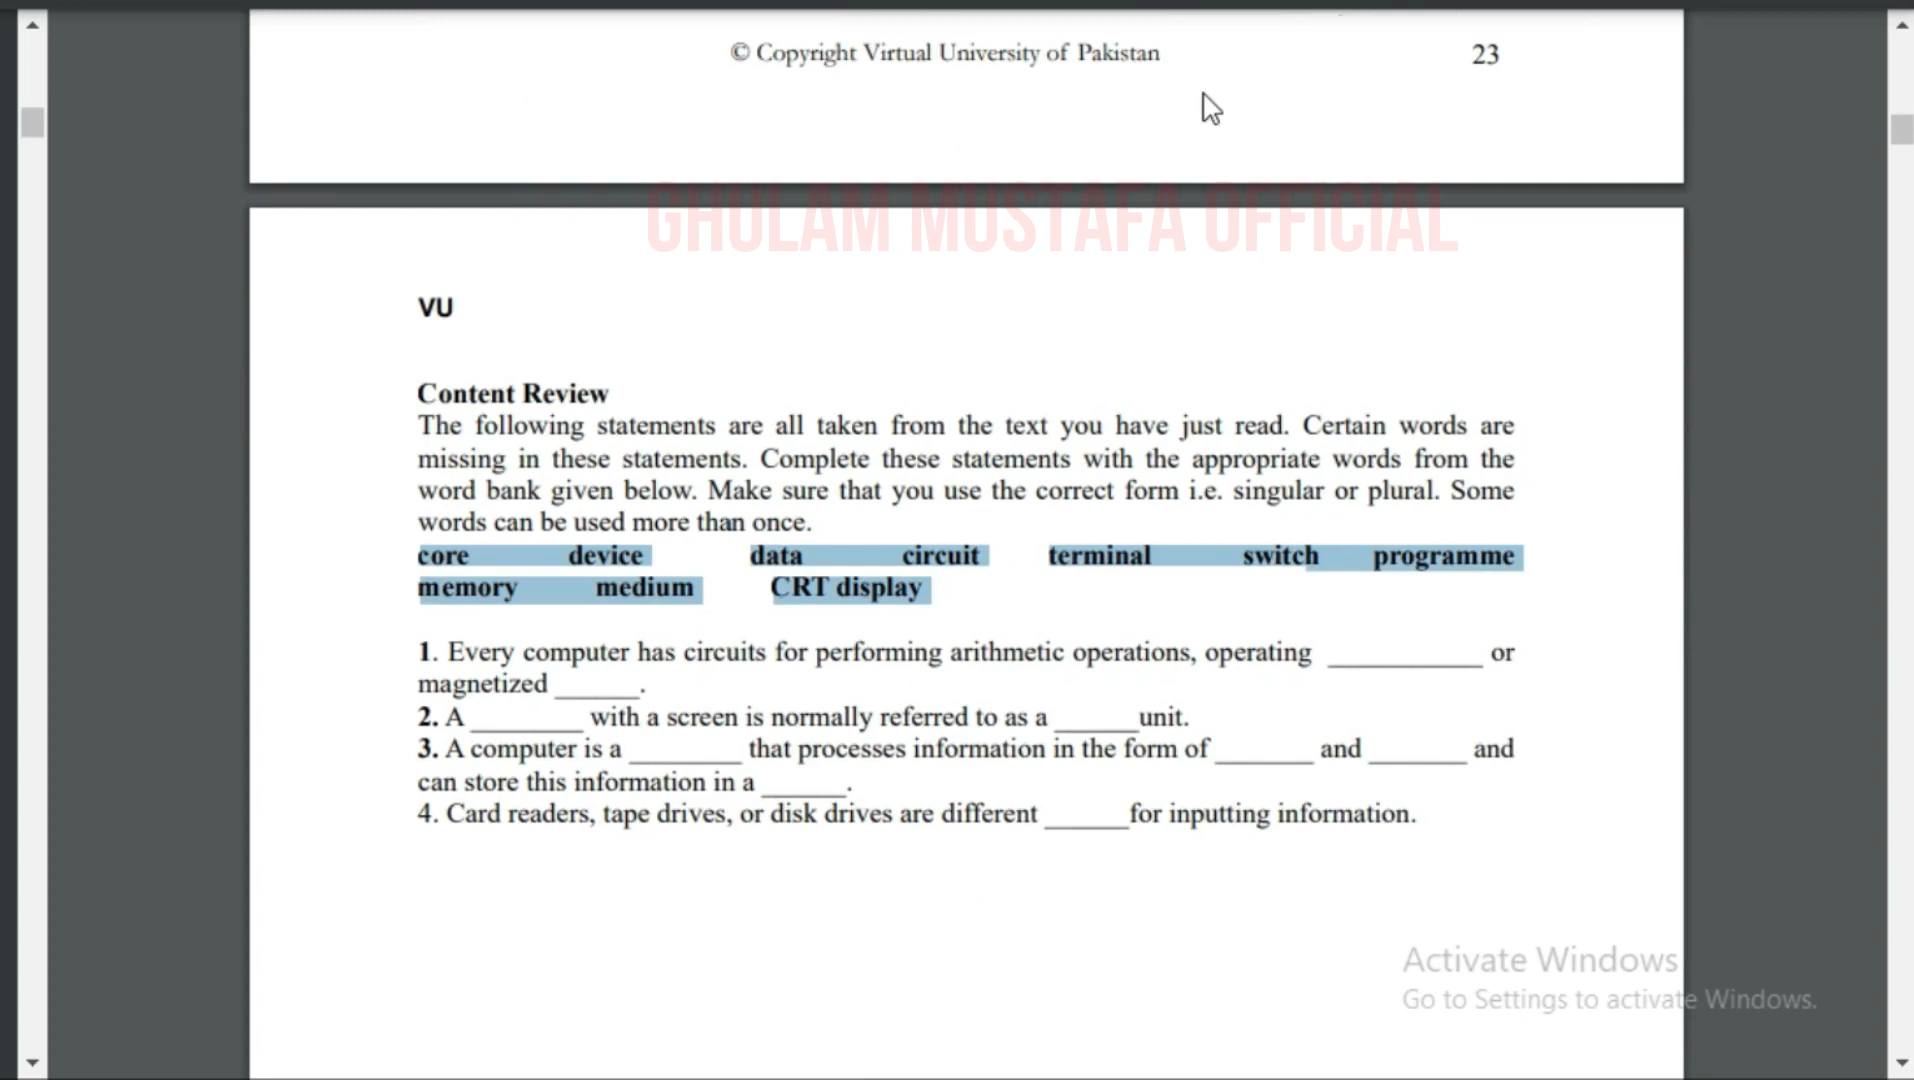 © Copyright Virtual University of Pakistan 23
GHULAM MUSTAFA OFFICIAL
VU
Content Review
The following statements are all taken from the text you have just read. Certain words are
missing in these statements. Complete these statements with the appropriate words from the
word bank given below. Make sure that you use the correct form i.e. singular or plural. Some
words can be used more than once.
core device data circuit terminal switch programme
memory medium CRT display
1. Every computer has circuits for performing arithmetic operations, operating ___________ or
magnetized ______.
2. A ________ with a screen is normally referred to as a ______unit.
3. A computer is a ________ that processes information in the form of _______ and _______ and
can store this information in a ______.
4. Card readers, tape drives, or disk drives are different ______for inputting information.
Activate Windows
Go to Settings to activate Windows.